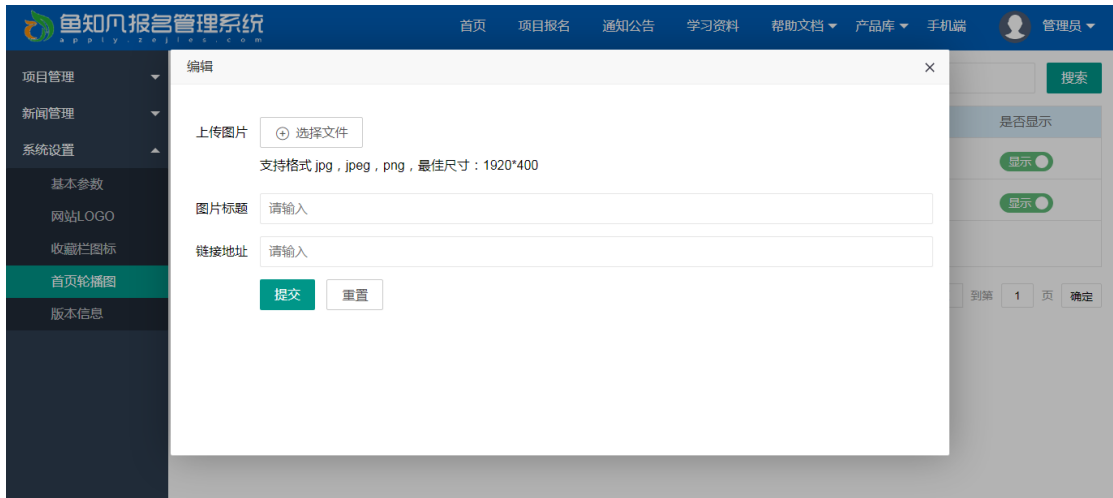 鱼知凡报名管理系统
apply.zejies.com
首页 项目报名 通知公告 学习资料 帮助文档 产品库 手机端 管理员
项目管理
新闻管理
系统设置
基本参数
网站LOGO
收藏栏图标
首页轮播图
版本信息
编辑
上传图片 选择文件
支持格式 jpg，jpeg，png，最佳尺寸：1920*400
图片标题 请输入
链接地址 请输入
提交 重置
搜索
是否显示
显示
显示
到第 1 页 确定